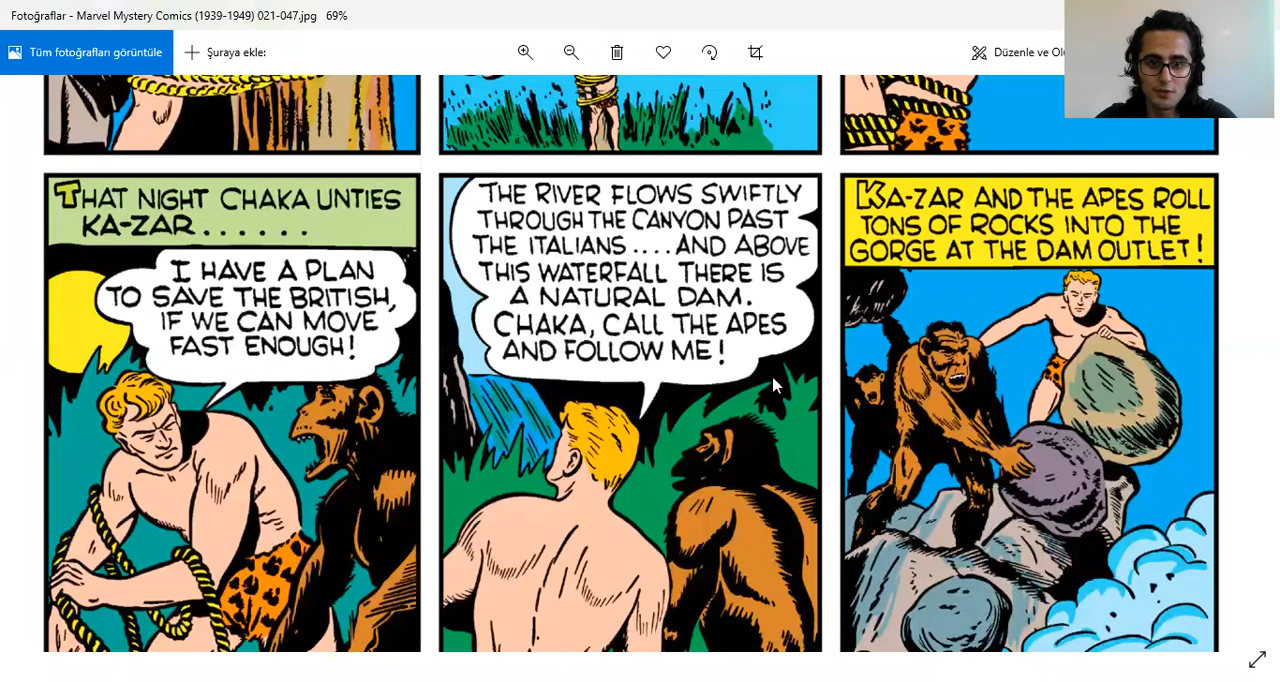 Fotoğraflar - Marvel Mystery Comics (1939-1949) 021-047.jpg   69%
Tüm fotoğrafları görüntüle
Şuraya ekle:
Düzenle ve Olu
THAT NIGHT CHAKA UNTIES
KA-ZAR......
I HAVE A PLAN
TO SAVE THE BRITISH,
IF WE CAN MOVE
FAST ENOUGH!
THE RIVER FLOWS SWIFTLY
THROUGH THE CANYON PAST
THE ITALIANS....AND ABOVE
THIS WATERFALL THERE IS
A NATURAL DAM.
CHAKA, CALL THE APES
AND FOLLOW ME!
KA-ZAR AND THE APES ROLL
TONS OF ROCKS INTO THE
GORGE AT THE DAM OUTLET!